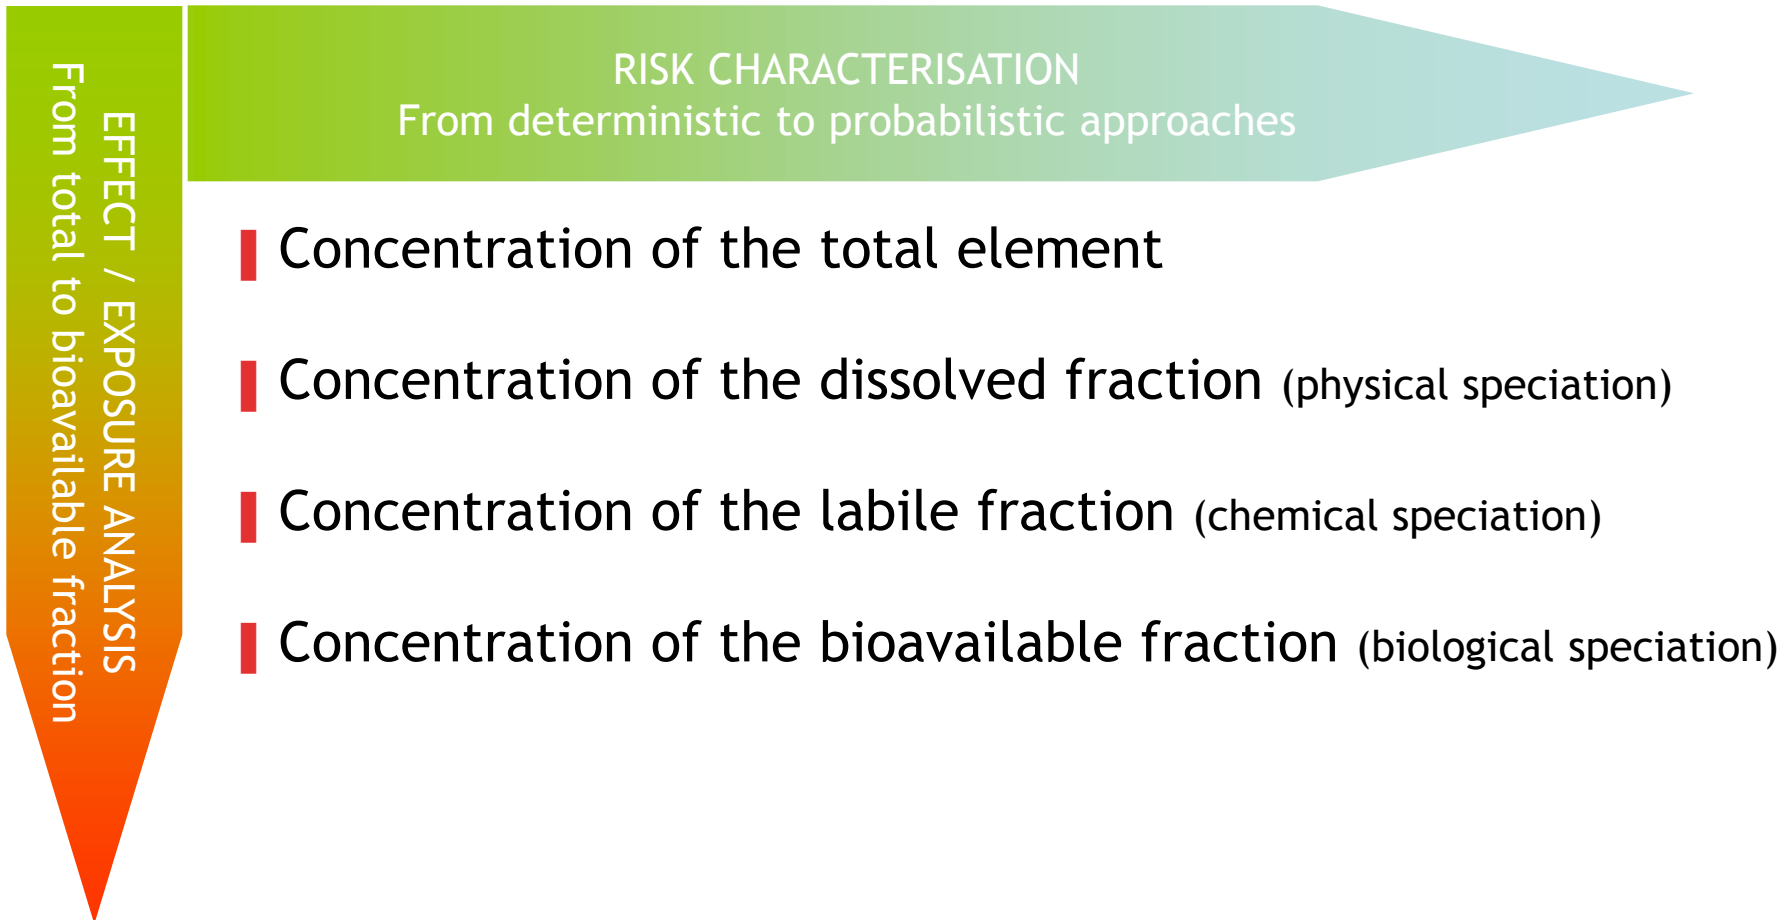 RISK CHARACTERISATION
From deterministic to probabilistic approaches
EFFECT / EXPOSURE ANALYSIS
From total to bioavailable fraction
Concentration of the total element
Concentration of the dissolved fraction (physical speciation)
Concentration of the labile fraction (chemical speciation)
Concentration of the bioavailable fraction (biological speciation)